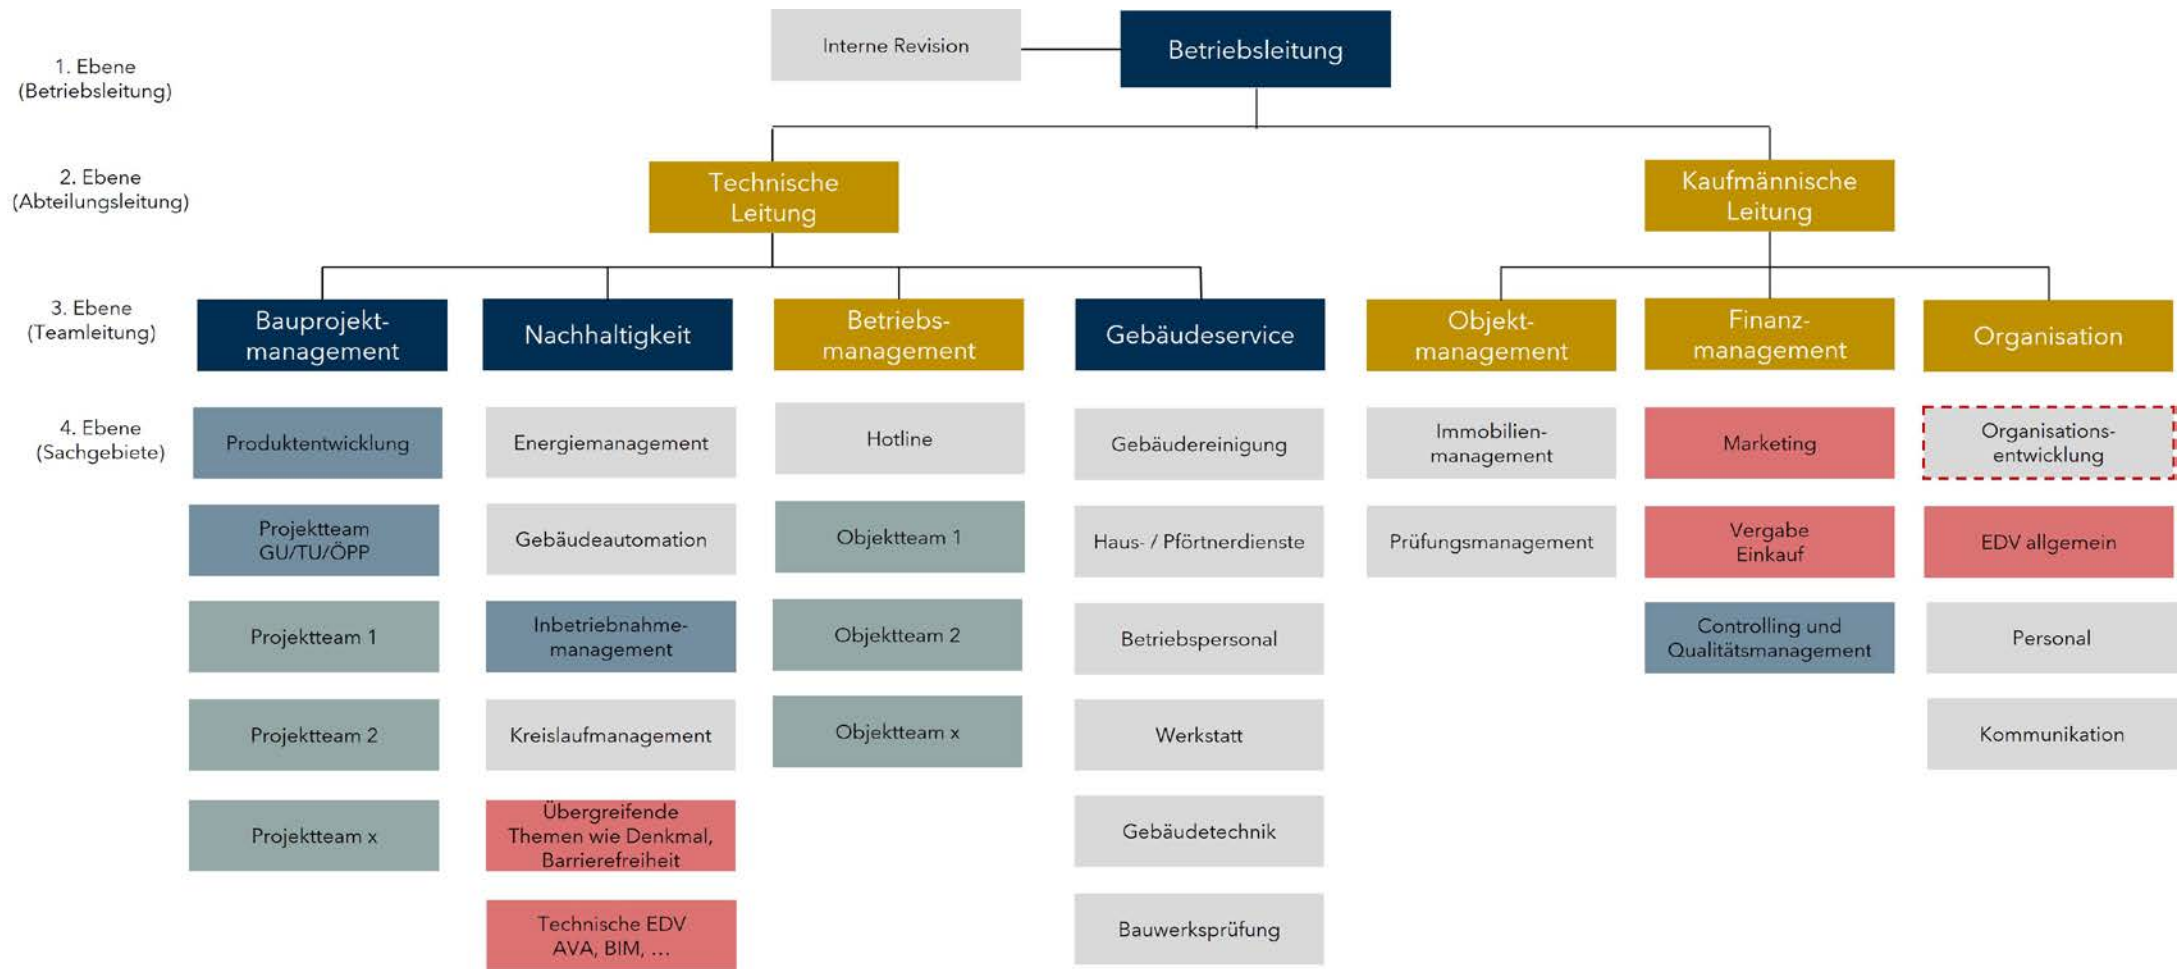 Interne Revision
Betriebsleitung
1. Ebene
(Betriebsleitung)
2. Ebene
(Abteilungsleitung)
Technische
Leitung
Kaufmännische
Leitung
3. Ebene
(Teamleitung)
Bauprojekt-
management
Nachhaltigkeit
Betriebs-
management
Gebäudeservice
Objekt-
management
Finanz-
management
Organisation
4. Ebene
(Sachgebiete)
Produktentwicklung
Projektteam
GU/TU/ÖPP
Projektteam 1
Projektteam 2
Projektteam x
Energiemanagement
Gebäudeautomation
Inbetriebnahme-
management
Kreislaufmanagement
Übergreifende
Themen wie Denkmal,
Barrierefreiheit
Technische EDV
AVA, BIM, ...
Hotline
Objektteam 1
Objektteam 2
Objektteam x
Gebäudereinigung
Haus- / Pförtnerdienste
Betriebspersonal
Werkstatt
Gebäudetechnik
Bauwerksprüfung
Immobilien-
management
Prüfungsmanagement
Marketing
Vergabe
Einkauf
Controlling und
Qualitätsmanagement
Organisations-
entwicklung
EDV allgemein
Personal
Kommunikation